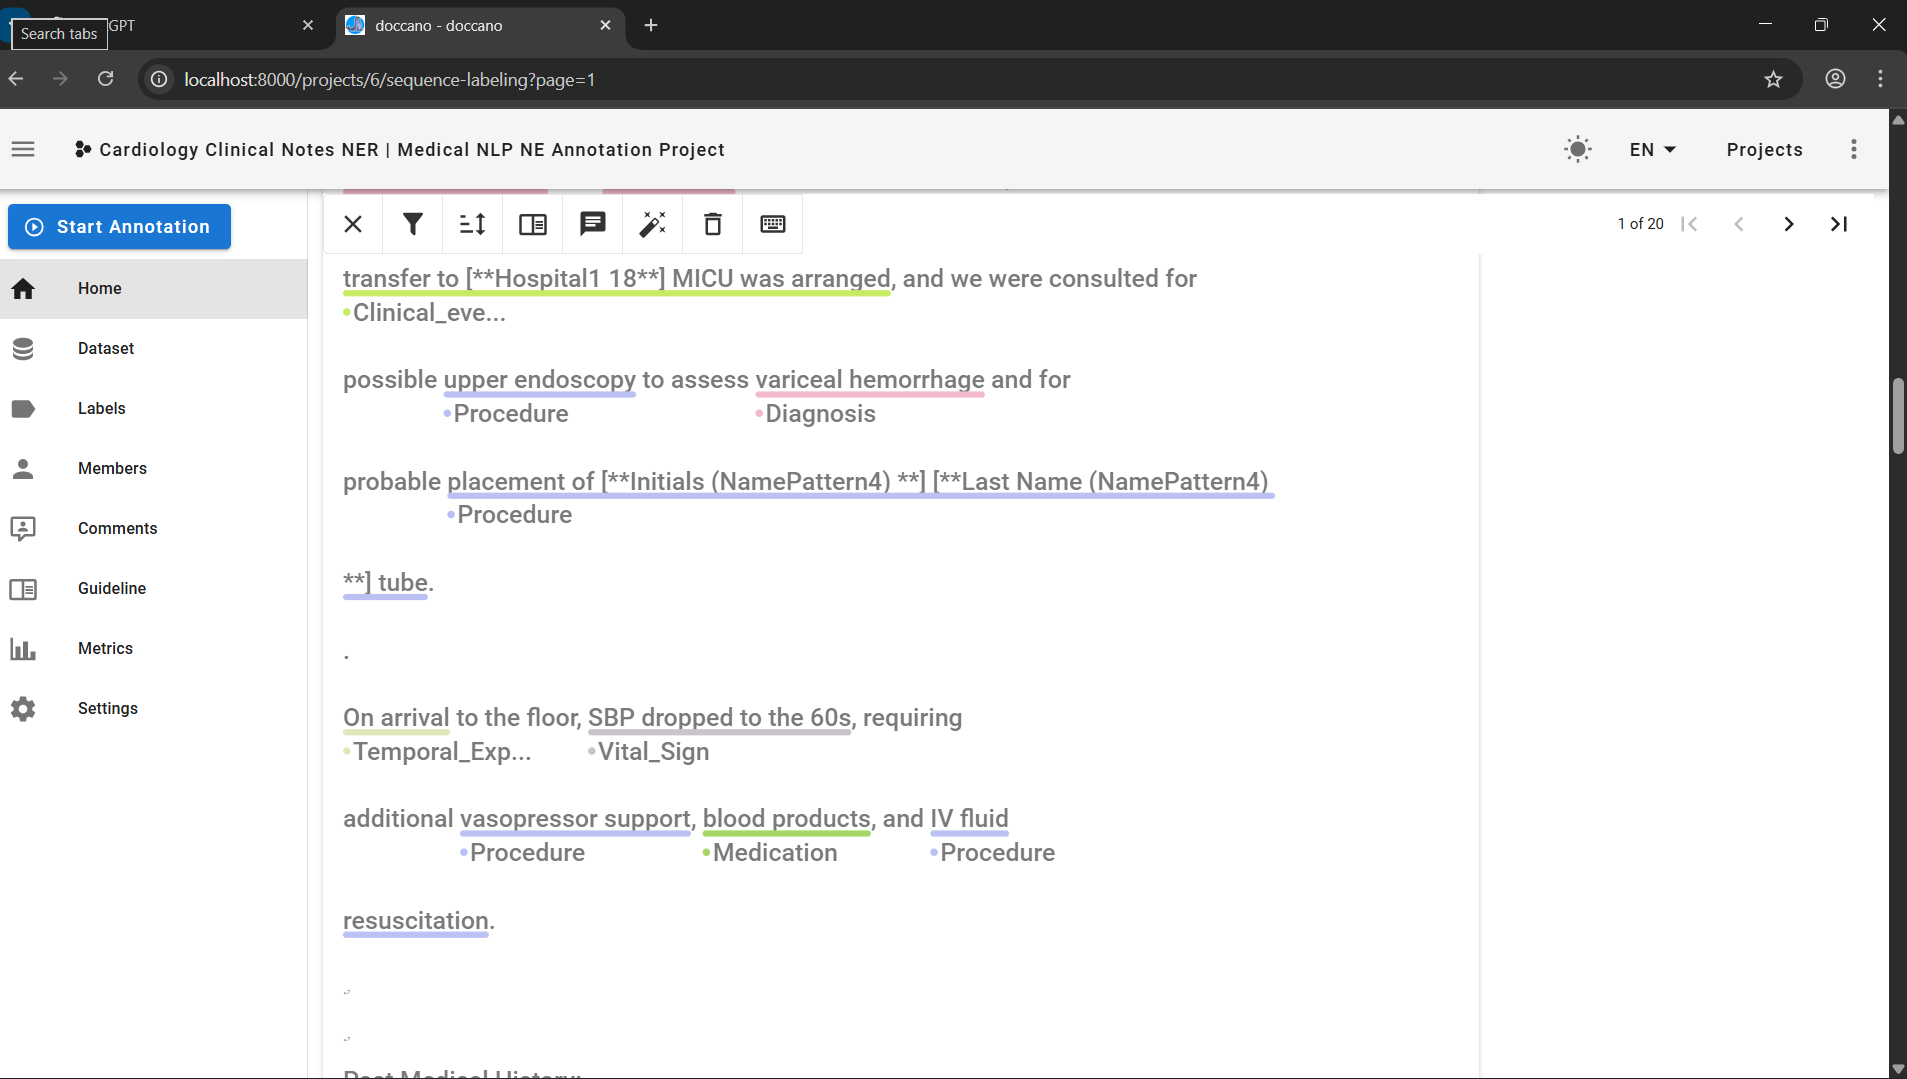 Search tabs
GPT
doccano - doccano
localhost:8000/projects/6/sequence-labeling?page=1
Cardiology Clinical Notes NER | Medical NLP NE Annotation Project
EN
Projects
Start Annotation
1 of 20
Home
Dataset
Labels
Members
Comments
Guideline
Metrics
Settings
transfer to [**Hospital1 18**] MICU was arranged, and we were consulted for
•Clinical_eve...
possible upper endoscopy to assess variceal hemorrhage and for
•Procedure •Diagnosis
probable placement of [**Initials (NamePattern4) **] [**Last Name (NamePattern4)
•Procedure
**] tube.
.
On arrival to the floor, SBP dropped to the 60s, requiring
•Temporal_Exp... •Vital_Sign
additional vasopressor support, blood products, and IV fluid
•Procedure •Medication •Procedure
resuscitation.
Past Medical History: